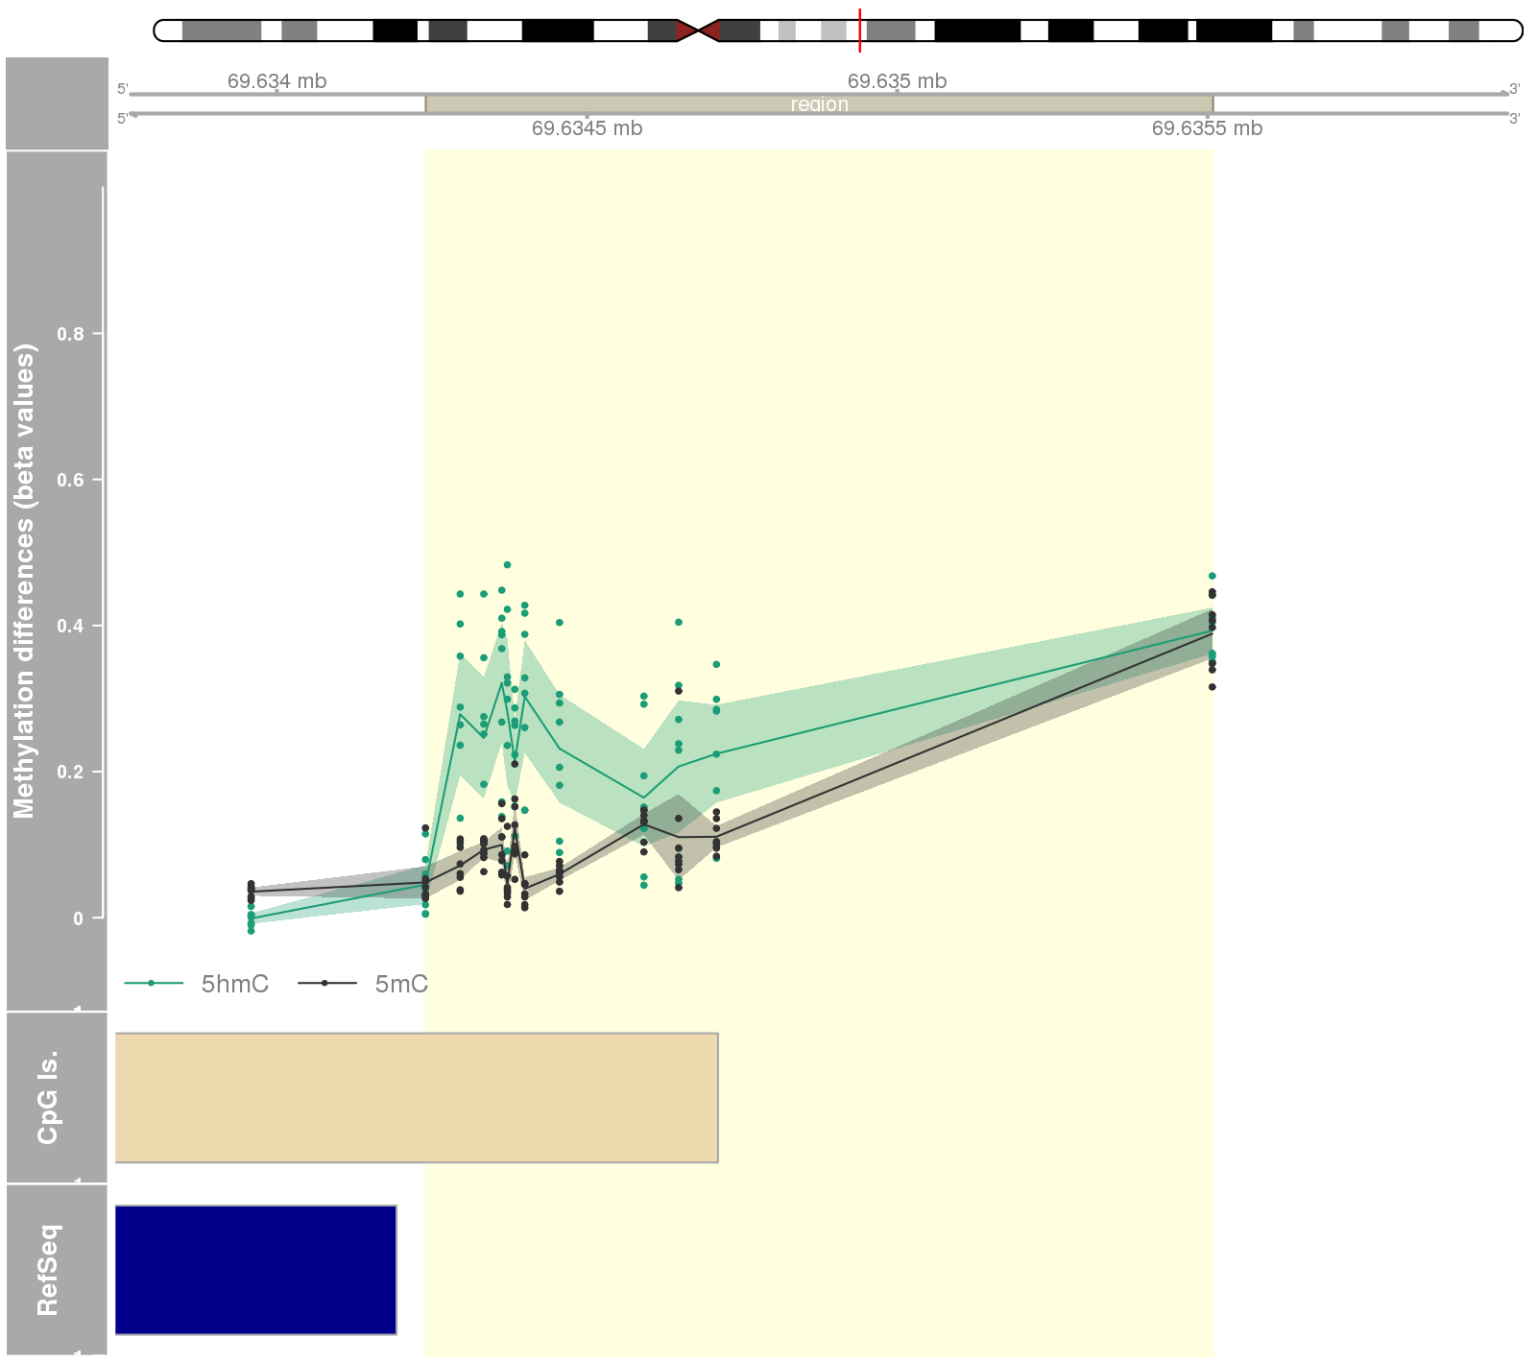 69.634 mb
69.635 mb
5'
3'
region
5'
3'
69.6345 mb
69.6355 mb
Methylation differences (beta values)
0.8
0.6
0.4
0.2
0
5hmC
5mC
CpG Is.
RefSeq